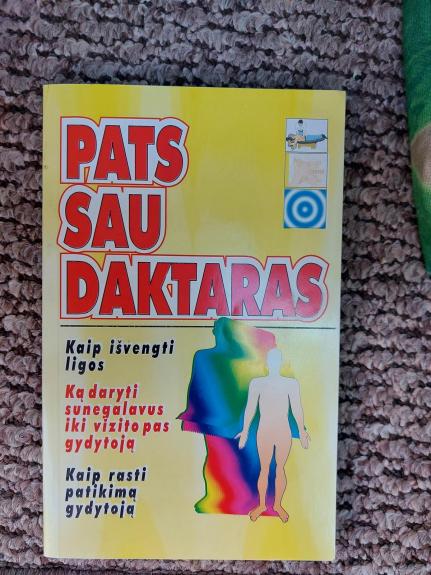 PATS
SAU
DAKTARAS
Kaip išvengti
ligos
Ką daryti
sunegalavus
iki vizito pas
gydytoją
Kaip rasti
patikimą
gydytoją